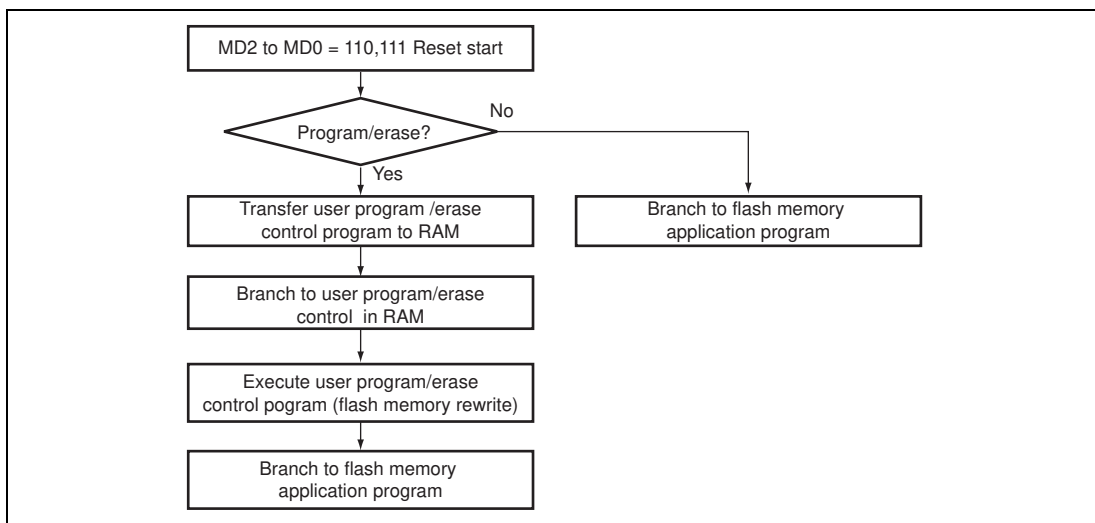 MD2 to MD0 = 110,111 Reset start
No
Program/erase?
Yes
Transfer user program /erase
control program to RAM
Branch to flash memory
application program
Branch to user program/erase
control in RAM
Execute user program/erase
control pogram (flash memory rewrite)
Branch to flash memory
application program